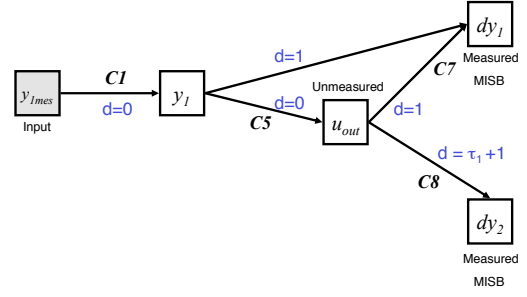 dy₁
Measured
MISB
C1
d=1
C7
Unmeasured
y₁ₘₑₛ
d=0
y₁
d=0
C5
u_out
d=1
Input
d = τ₁ +1
C8
dy₂
Measured
MISB